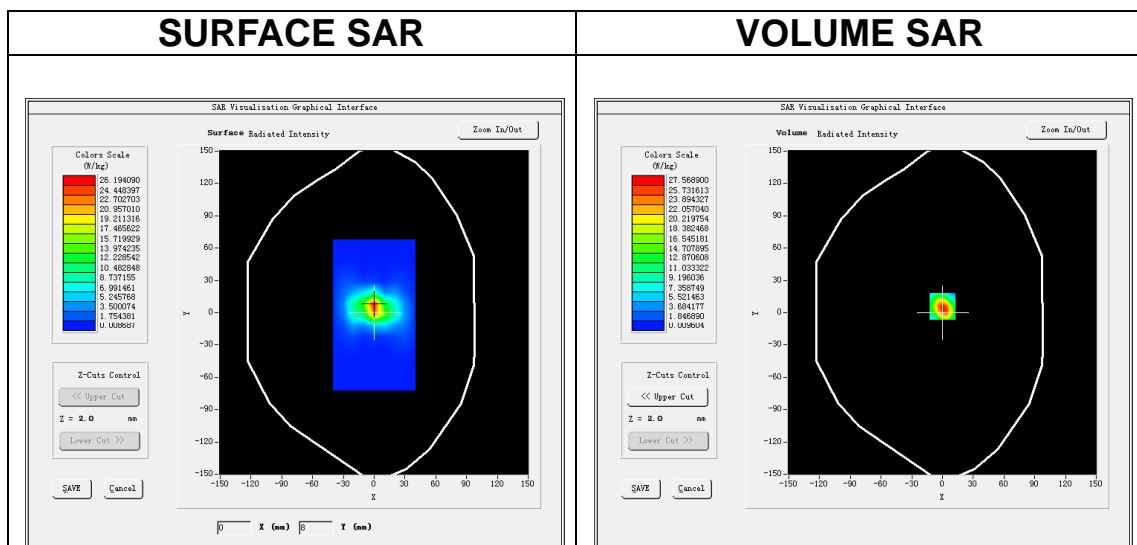 SURFACE SAR
VOLUME SAR
SAR Visualisation Graphical Interface
Surface Radiated Intensity
Zoom In/Out
Colors Scale
(W/kg)
26.194090
24.448397
22.702703
20.957010
19.211316
17.465622
15.719929
13.974235
12.228542
10.482848
8.737155
6.991461
5.245768
3.500074
1.754381
0.008687
Z-Cuts Control
<< Upper Cut
Z = 2.0 mm
Lower Cut >>
SAVE Cancel
150
120
90
60
30
0
-30
-60
-90
-120
-150
Y
-150 -120 -90 -60 -30 0 30 60 90 120 150
X
0 X (mm) 8 Y (mm)
SAR Visualisation Graphical Interface
Volume Radiated Intensity
Zoom In/Out
Colors Scale
(W/kg)
27.568900
25.731613
23.894327
22.057040
20.219754
18.382468
16.545181
14.707895
12.870608
11.033322
9.196036
7.358749
5.521463
3.684177
1.846890
0.009604
Z-Cuts Control
<< Upper Cut
Z = 2.0 mm
Lower Cut >>
SAVE Cancel
150
120
90
60
30
0
-30
-60
-90
-120
-150
Y
-150 -120 -90 -60 -30 0 30 60 90 120 150
X